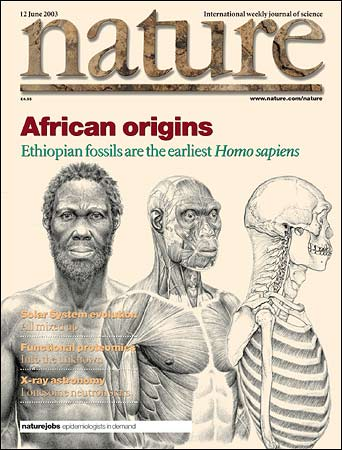 12 June 2003
International weekly journal of science
nature
£4.95
www.nature.com/nature
African origins
Ethiopian fossils are the earliest Homo sapiens
Solar System evolution
All mixed up
Functional proteomics
Into the unknown
X-ray astronomy
Lonesome neutron stars
naturejobs epidemiologists in demand